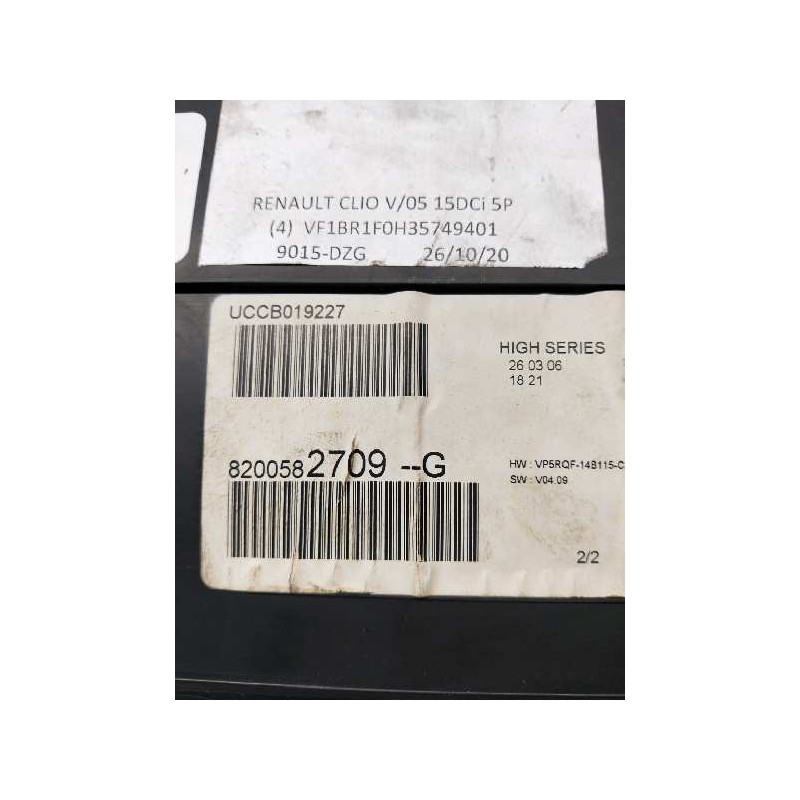 RENAULT CLIO V/05 15DCi 5P
(4) VF1BR1F0H35749401
9015-DZG 26/10/20
UCCB019227
HIGH SERIES
26 03 06
18 21
8200582709 --G
HW : VP5RQF-14B115-C
SW : V04.09
2/2